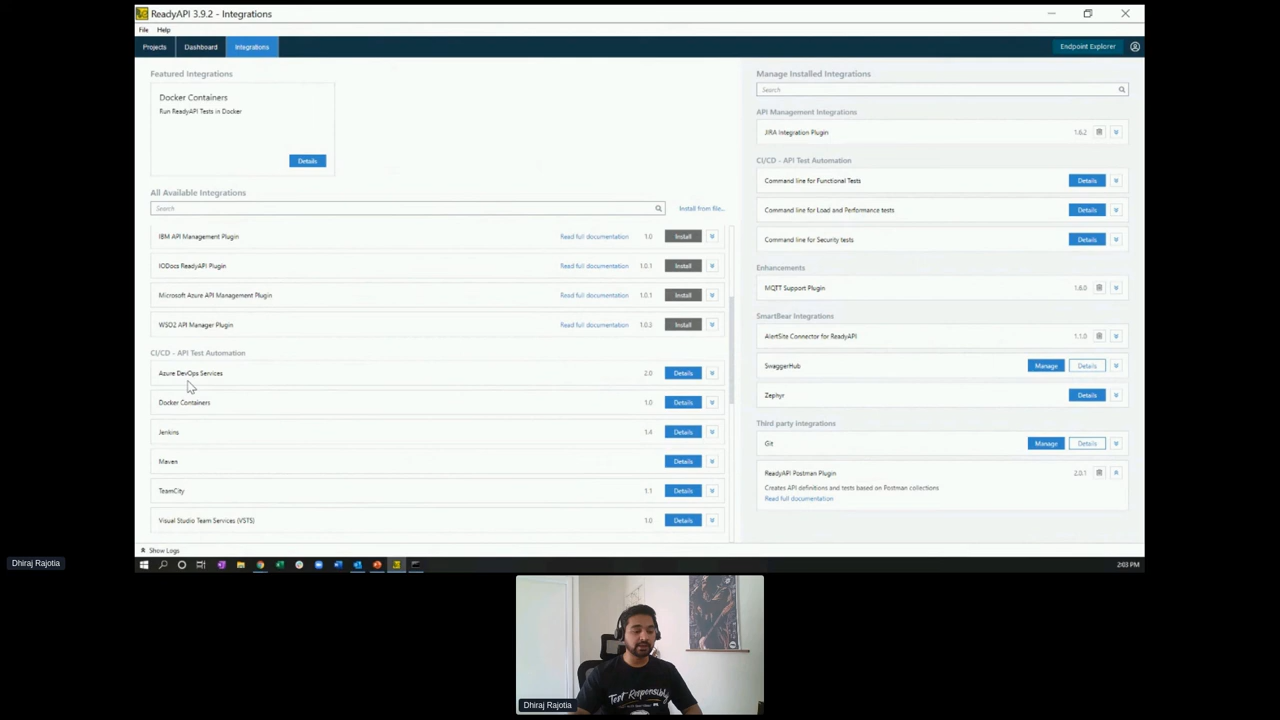 ReadyAPI 3.9.2 - Integrations
File Help
Projects Dashboard Integrations Endpoint Explorer
Featured Integrations
Docker Containers
Run ReadyAPI Tests in Docker
Details
All Available Integrations
Search Install from file...
IBM API Management Plugin Read full documentation 1.0 Install
IODocs ReadyAPI Plugin Read full documentation 1.0.1 Install
Microsoft Azure API Management Plugin Read full documentation 1.0.1 Install
WSO2 API Manager Plugin Read full documentation 1.0.3 Install
CI/CD - API Test Automation
Azure DevOps Services 2.0 Details
Docker Containers 1.0 Details
Jenkins 1.4 Details
Maven Details
TeamCity 1.1 Details
Visual Studio Team Services (VSTS) 1.0 Details
Manage Installed Integrations
Search
API Management Integrations
JIRA Integration Plugin 1.6.2
CI/CD - API Test Automation
Command line for Functional Tests Details
Command line for Load and Performance tests Details
Command line for Security tests Details
Enhancements
MQTT Support Plugin 1.6.0
SmartBear Integrations
AlertSite Connector for ReadyAPI 1.1.0
SwaggerHub Manage Details
Zephyr Details
Third party integrations
Git Manage Details
ReadyAPI Postman Plugin 2.0.1
Creates API definitions and tests based on Postman collections
Read full documentation
Show Logs
2:03 PM
Dhiraj Rajotia
Test Responsibly
Dhiraj Rajotia